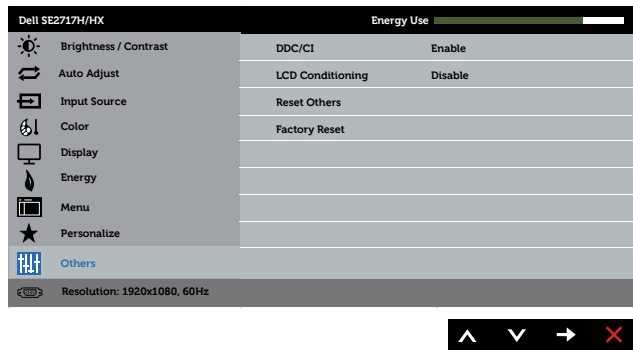 Dell SE2717H/HX Energy Use
Brightness / Contrast DDC/CI Enable
Auto Adjust LCD Conditioning Disable
Input Source Reset Others
Color Factory Reset
Display
Energy
Menu
Personalize
Others
Resolution: 1920x1080, 60Hz